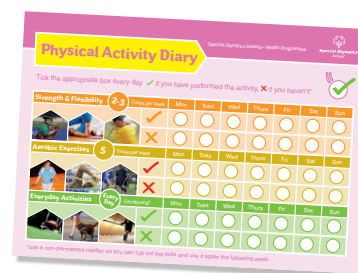 Physical Activity Diary
Special Olympics Ireland - Health Programme
Special Olympics
Ireland
Tick the appropriate box every day ✓ if you have performed the activity, ✗ if you haven't!
Strength & Flexibility 2-3 Times per week Mon Tues Wed Thurs Fri Sat Sun
Aerobic Exercises 5 Times per week Mon Tues Wed Thurs Fri Sat Sun
Everyday Activities Every Day On Moving! Mon Tues Wed Thurs Fri Sat Sun
*use a non-permanent marker so you can rub out the ticks and use it again the following week.